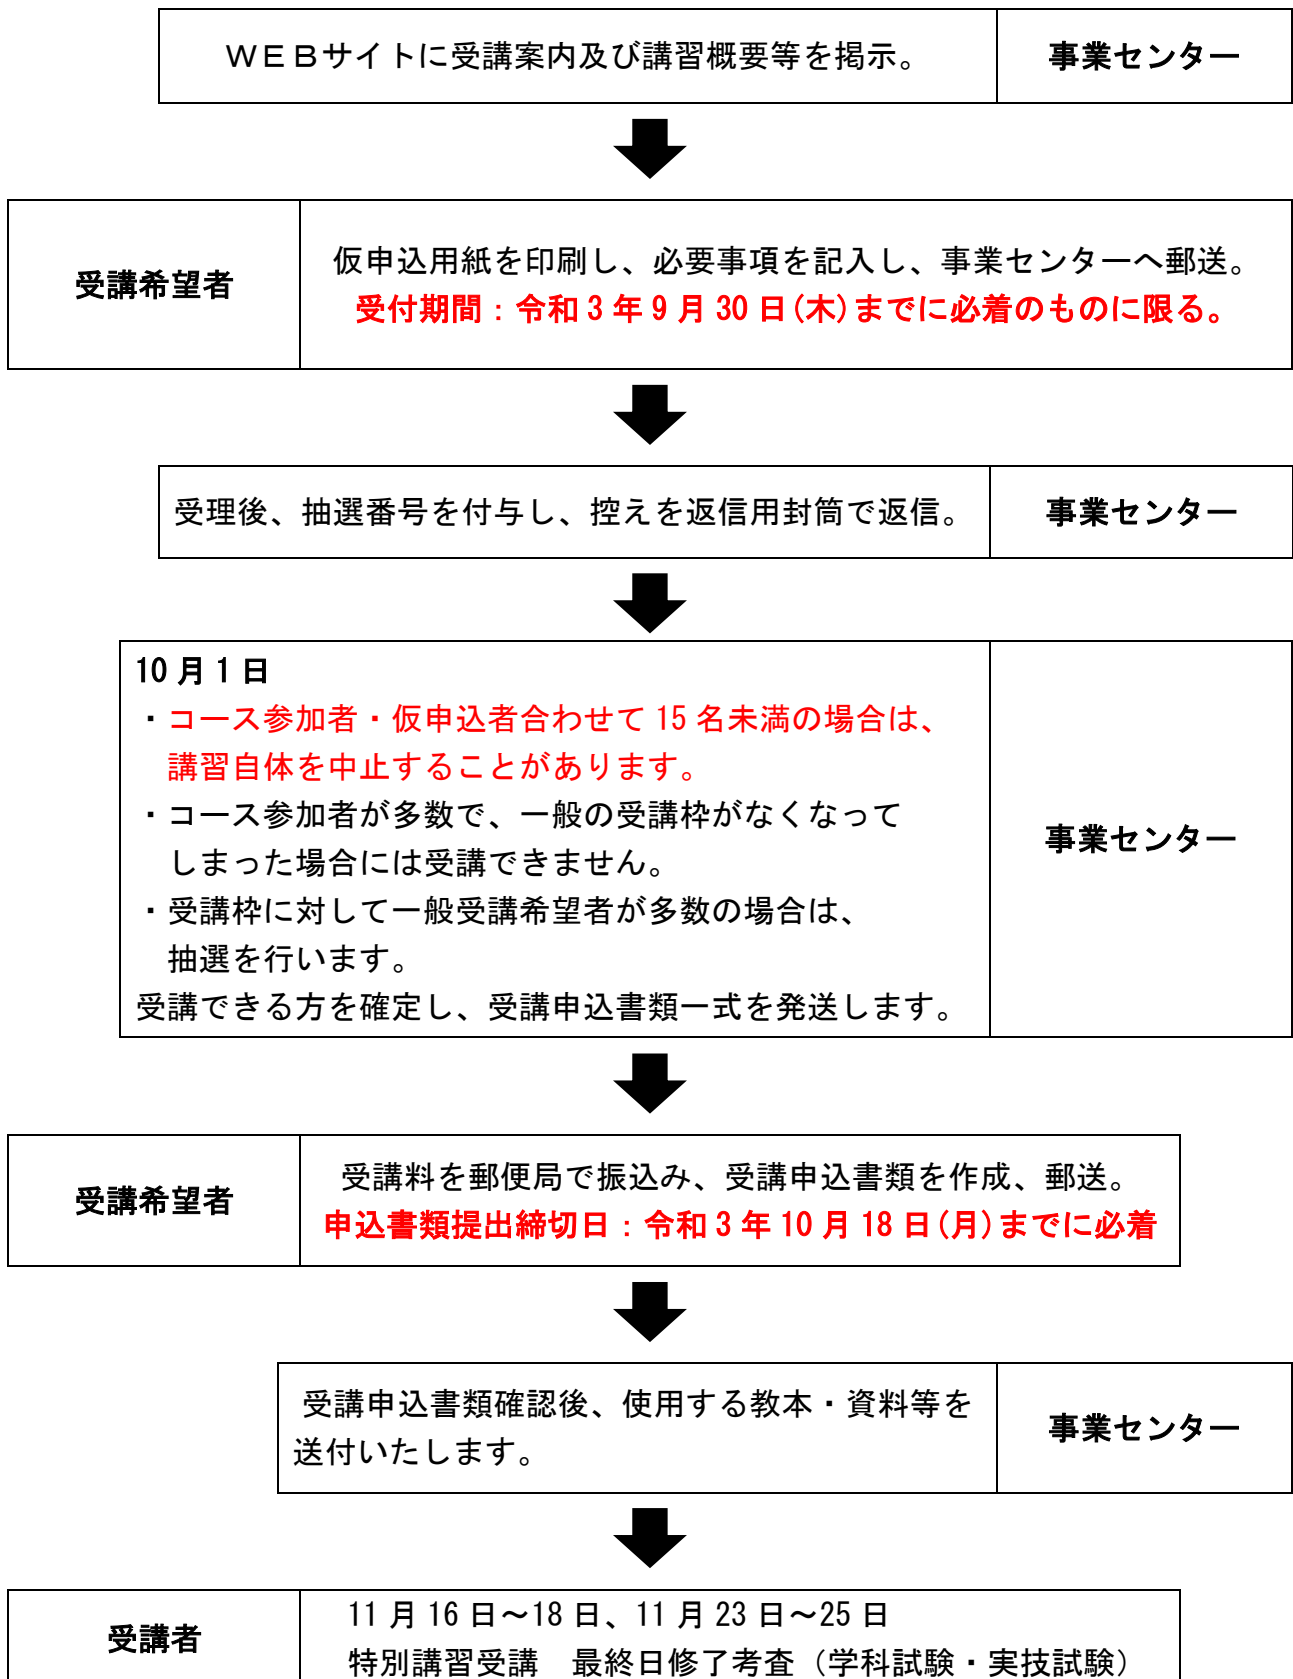 ＷＥＢサイトに受講案内及び講習概要等を掲示。
事業センター
受講希望者
仮申込用紙を印刷し、必要事項を記入し、事業センターへ郵送。
受付期間：令和3年9月30日(木)までに必着のものに限る。
受理後、抽選番号を付与し、控えを返信用封筒で返信。
事業センター
10月1日
・コース参加者・仮申込者合わせて15名未満の場合は、
講習自体を中止することがあります。
・コース参加者が多数で、一般の受講枠がなくなって
しまった場合には受講できません。
・受講枠に対して一般受講希望者が多数の場合は、
抽選を行います。
受講できる方を確定し、受講申込書類一式を発送します。
事業センター
受講希望者
受講料を郵便局で振込み、受講申込書類を作成、郵送。
申込書類提出締切日：令和3年10月18日(月)までに必着
受講申込書類確認後、使用する教本・資料等を
送付いたします。
事業センター
受講者
11月16日～18日、11月23日～25日
特別講習受講　最終日修了考査（学科試験・実技試験）